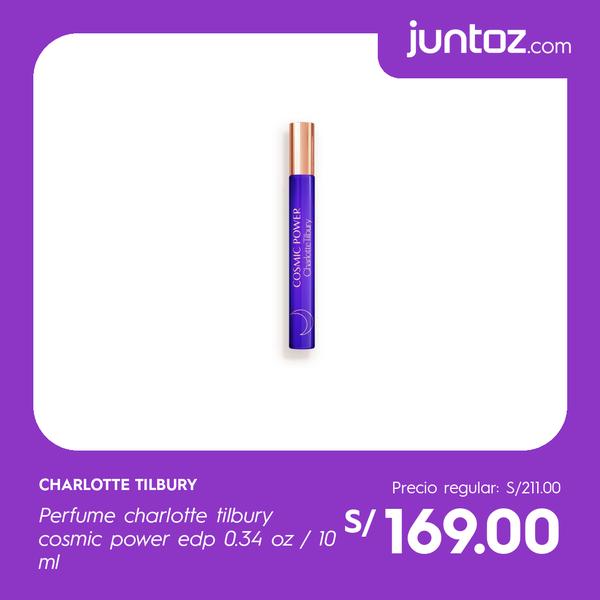 juntoz.com
COSMIC POWER
Charlotte Tilbury
CHARLOTTE TILBURY
Perfume charlotte tilbury
cosmic power edp 0.34 oz / 10
ml
Precio regular: S/211.00
S/169.00